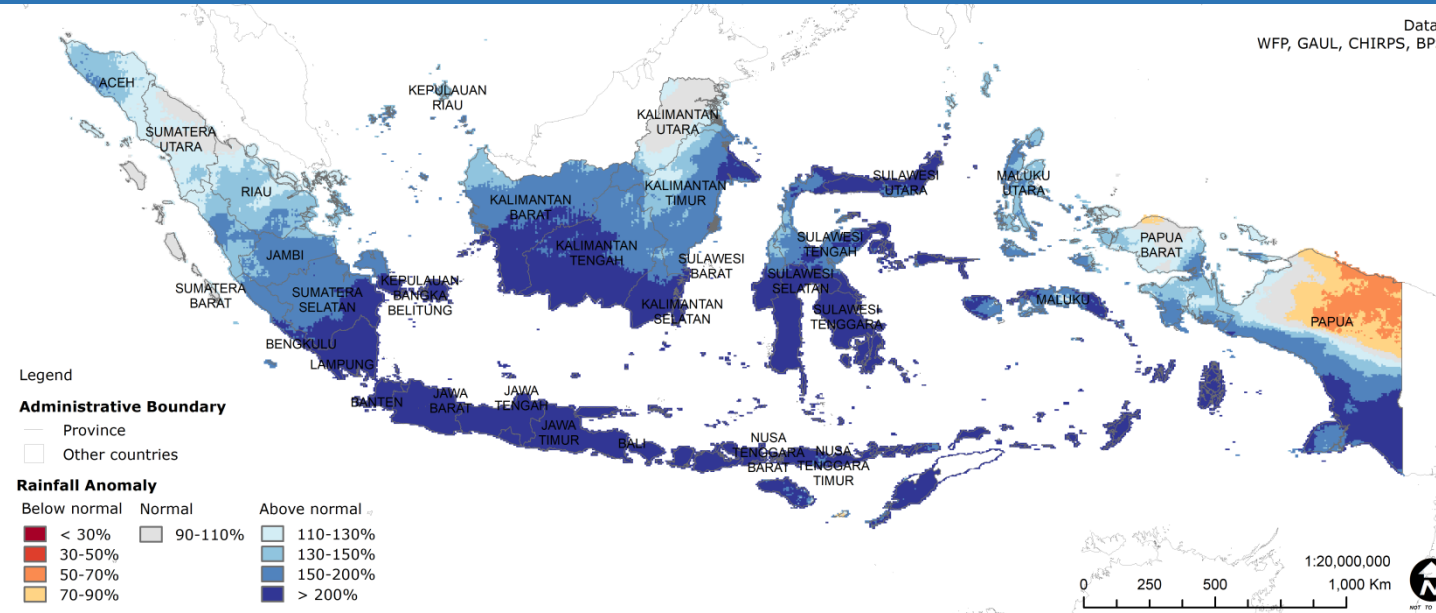 Data
WFP, GAUL, CHIRPS, BP
ACEH
SUMATERA
UTARA
RIAU
KEPULAUAN
RIAU
JAMBI
SUMATERA
BARAT
SUMATERA
SELATAN
BENGKULU
LAMPUNG
KEPULAUAN
BANGKA
BELITUNG
KALIMANTAN
UTARA
KALIMANTAN
BARAT
KALIMANTAN
TIMUR
KALIMANTAN
TENGAH
KALIMANTAN
SELATAN
SULAWESI
BARAT
SULAWESI
UTARA
SULAWESI
TENGAH
SULAWESI
SELATAN
SULAWESI
TENGGARA
MALUKU
UTARA
MALUKU
PAPUA
BARAT
PAPUA
BANTEN
JAWA
BARAT
JAWA
TENGAH
JAWA
TIMUR
BALI
NUSA
TENGGARA
BARAT
NUSA
TENGGARA
TIMUR
Legend
Administrative Boundary
Province
Other countries
Rainfall Anomaly
Below normal Normal Above normal
< 30% 90-110% 110-130%
30-50% 130-150%
50-70% 150-200%
70-90% > 200%
1:20,000,000
0 250 500 1,000 Km
N
NOT TO